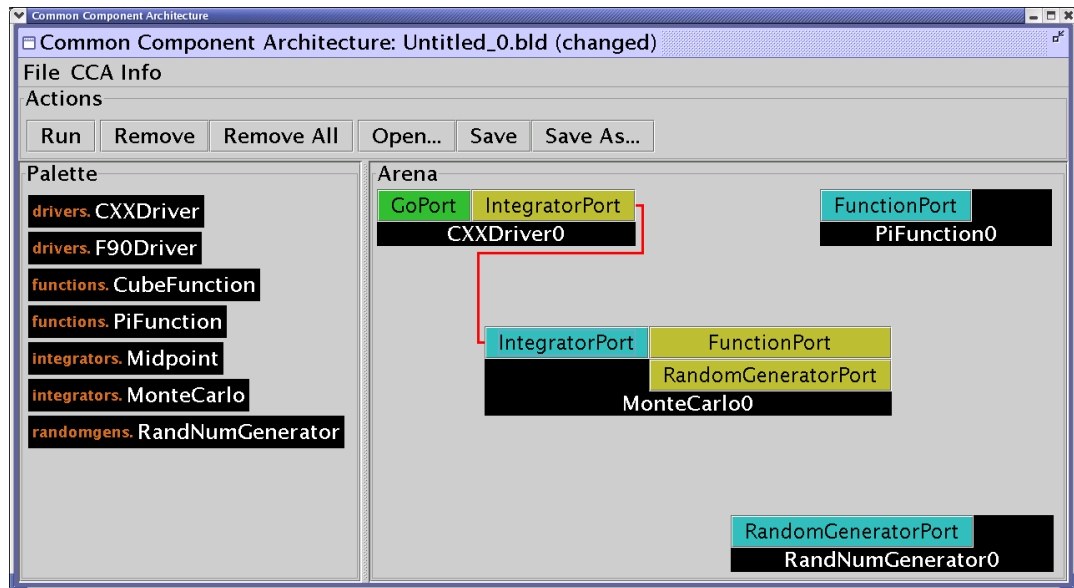 Common Component Architecture
Common Component Architecture: Untitled_0.bld (changed)
File CCA Info
Actions
Run Remove Remove All Open... Save Save As...
Palette
drivers. CXXDriver
drivers. F90Driver
functions. CubeFunction
functions. PiFunction
integrators. Midpoint
integrators. MonteCarlo
randomgens. RandNumGenerator
Arena
GoPort IntegratorPort
CXXDriver0
FunctionPort
PiFunction0
IntegratorPort FunctionPort
RandomGeneratorPort
MonteCarlo0
RandomGeneratorPort
RandNumGenerator0